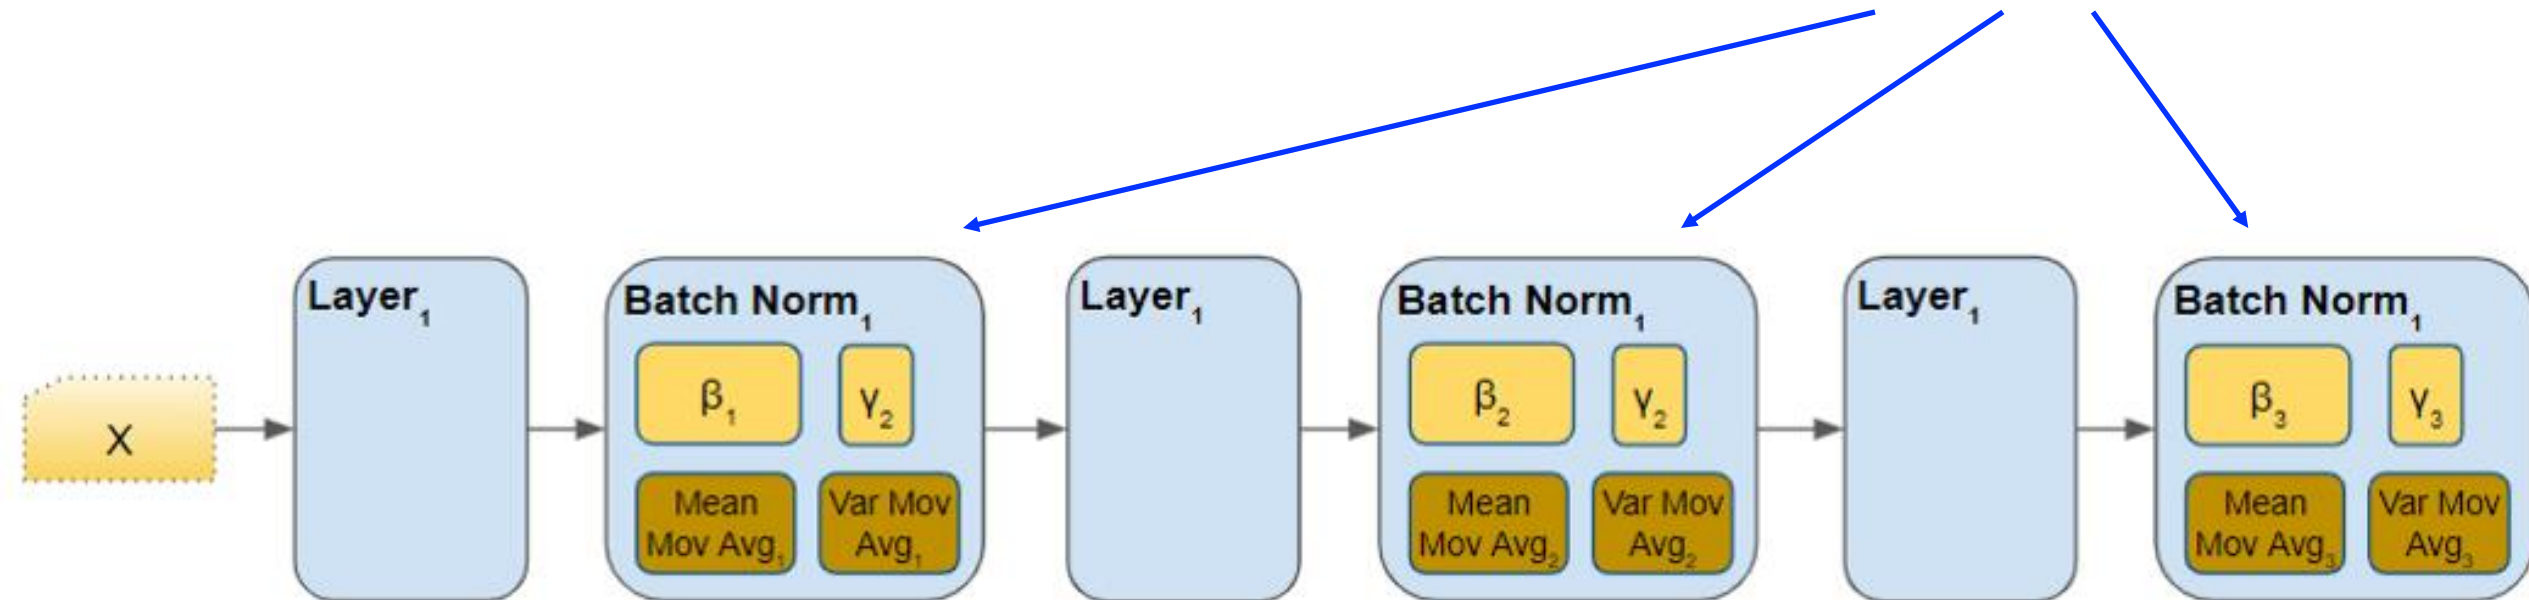 X
Layer₁
Batch Norm₁
β₁ γ₂
Mean Mov Avg₁
Var Mov Avg₁
Layer₁
Batch Norm₁
β₂ γ₂
Mean Mov Avg₂
Var Mov Avg₂
Layer₁
Batch Norm₁
β₃ γ₃
Mean Mov Avg₃
Var Mov Avg₃